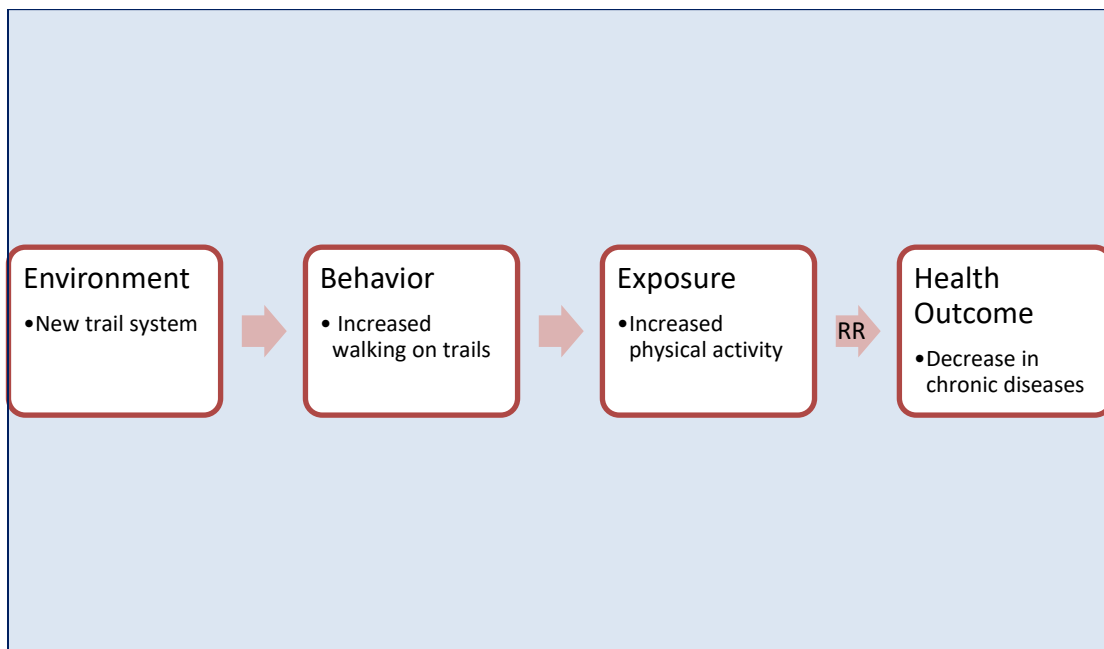 Environment
•New trail system
Behavior
• Increased
walking on trails
Exposure
•Increased
physical activity
RR
Health
Outcome
•Decrease in
chronic diseases